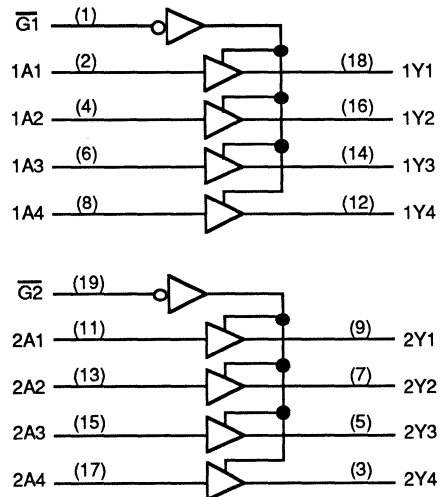 G1 (1)
1A1 (2) (18) 1Y1
1A2 (4) (16) 1Y2
1A3 (6) (14) 1Y3
1A4 (8) (12) 1Y4
G2 (19)
2A1 (11) (9) 2Y1
2A2 (13) (7) 2Y2
2A3 (15) (5) 2Y3
2A4 (17) (3) 2Y4